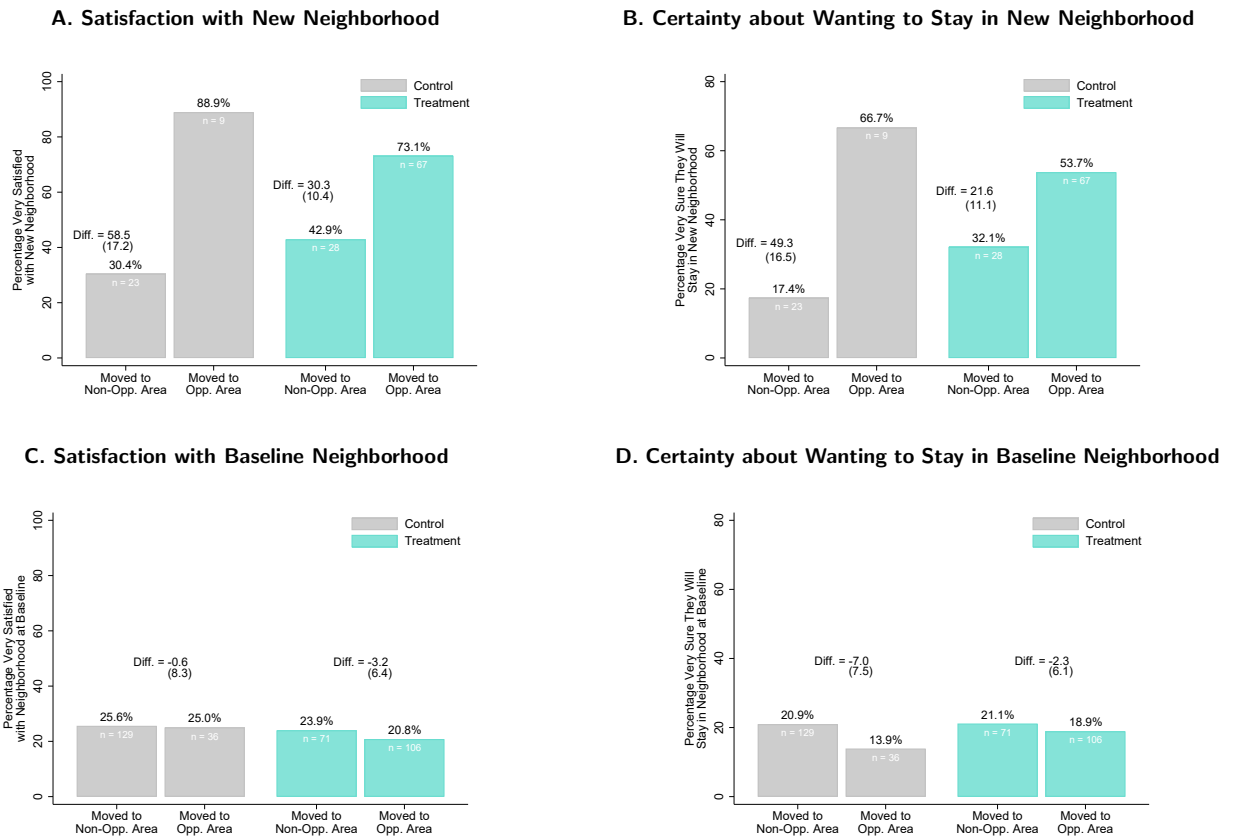 A. Satisfaction with New Neighborhood
Percentage Very Satisfied
with New Neighborhood
100
80
60
40
20
0
Control
Treatment
Diff. = 58.5
(17.2)
30.4%
n = 23
88.9%
n = 9
Diff. = 30.3
(10.4)
42.9%
n = 28
73.1%
n = 67
Moved to
Non-Opp. Area
Moved to
Opp. Area
Moved to
Non-Opp. Area
Moved to
Opp. Area
B. Certainty about Wanting to Stay in New Neighborhood
Percentage Very Sure They Will
Stay in New Neighborhood
80
60
40
20
0
Control
Treatment
Diff. = 49.3
(16.5)
17.4%
n = 23
66.7%
n = 9
Diff. = 21.6
(11.1)
32.1%
n = 28
53.7%
n = 67
Moved to
Non-Opp. Area
Moved to
Opp. Area
Moved to
Non-Opp. Area
Moved to
Opp. Area
C. Satisfaction with Baseline Neighborhood
Percentage Very Satisfied
with Neighborhood at Baseline
100
80
60
40
20
0
Control
Treatment
Diff. = -0.6
(8.3)
25.6%
n = 129
25.0%
n = 36
Diff. = -3.2
(6.4)
23.9%
n = 71
20.8%
n = 106
Moved to
Non-Opp. Area
Moved to
Opp. Area
Moved to
Non-Opp. Area
Moved to
Opp. Area
D. Certainty about Wanting to Stay in Baseline Neighborhood
Percentage Very Sure They Will
Stay in Neighborhood at Baseline
80
60
40
20
0
Control
Treatment
Diff. = -7.0
(7.5)
20.9%
n = 129
13.9%
n = 36
Diff. = -2.3
(6.1)
21.1%
n = 71
18.9%
n = 106
Moved to
Non-Opp. Area
Moved to
Opp. Area
Moved to
Non-Opp. Area
Moved to
Opp. Area